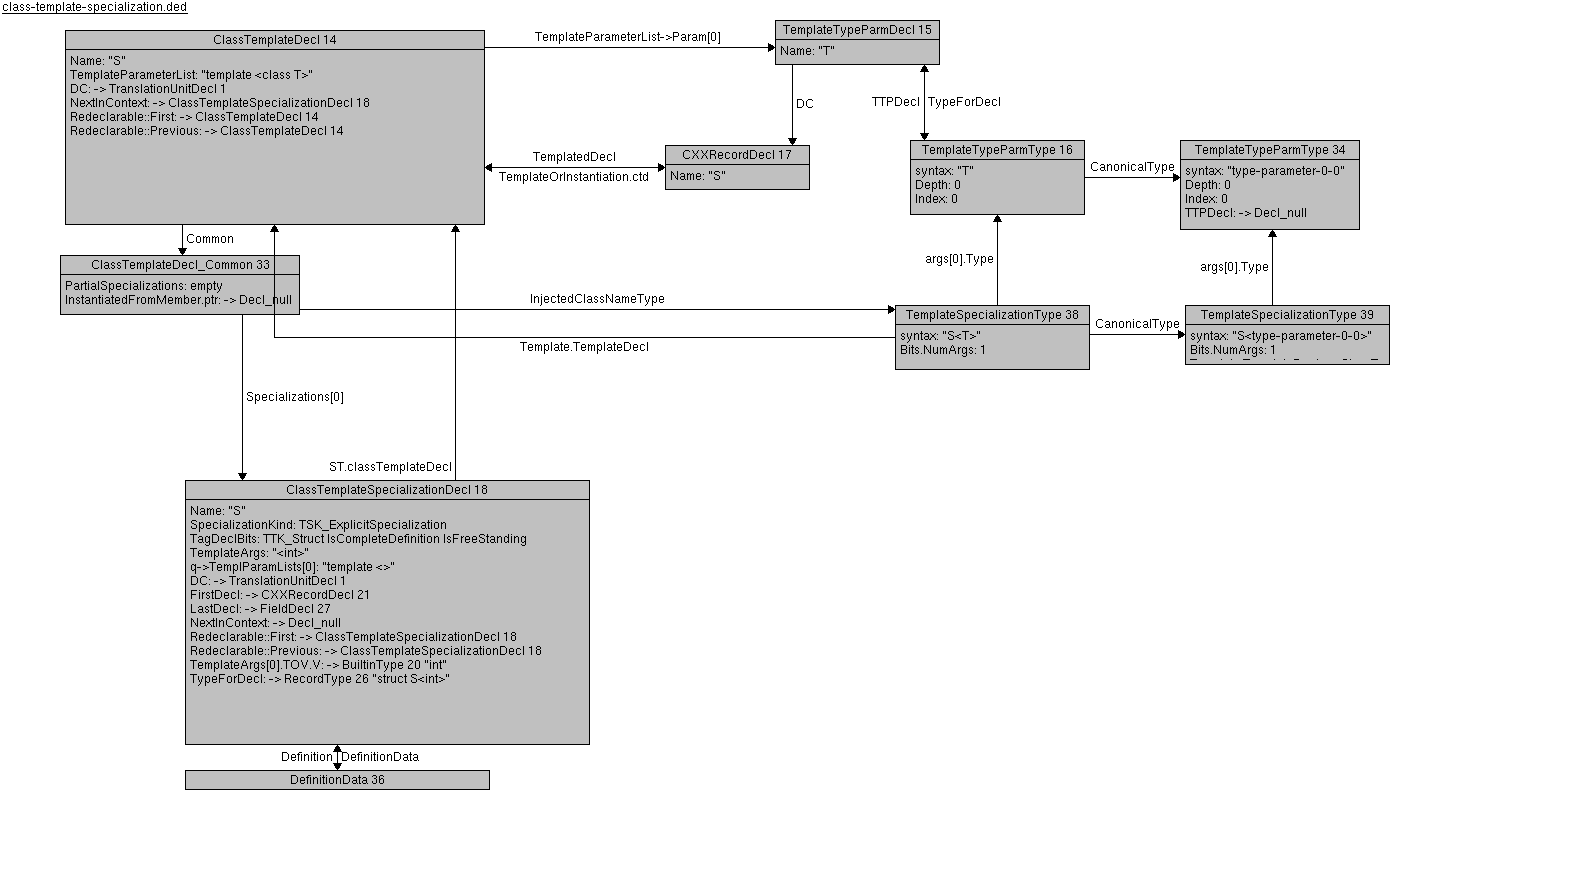 class-template-specialization.ded
ClassTemplateDecl 14
Name: "S"
TemplateParameterList: "template <class T>"
DC: -> TranslationUnitDecl 1
NextInContext: -> ClassTemplateSpecializationDecl 18
Redeclarable::First: -> ClassTemplateDecl 14
Redeclarable::Previous: -> ClassTemplateDecl 14
TemplateParameterList->Param[0]
TemplateTypeParmDecl 15
Name: "T"
DC
TTPDecl
TypeForDecl
TemplatedDecl
TemplateOrInstantiation.ctd
CXXRecordDecl 17
Name: "S"
TemplateTypeParmType 16
syntax: "T"
Depth: 0
Index: 0
CanonicalType
TemplateTypeParmType 34
syntax: "type-parameter-0-0"
Depth: 0
Index: 0
TTPDecl: -> Decl_null
Common
ClassTemplateDecl_Common 33
PartialSpecializations: empty
InstantiatedFromMember.ptr: -> Decl_null
args[0].Type
args[0].Type
InjectedClassNameType
TemplateSpecializationType 38
syntax: "S<T>"
Bits.NumArgs: 1
CanonicalType
TemplateSpecializationType 39
syntax: "S<type-parameter-0-0>"
Bits.NumArgs: 1
Template.TemplateDecl
Specializations[0]
ST.classTemplateDecl
ClassTemplateSpecializationDecl 18
Name: "S"
SpecializationKind: TSK_ExplicitSpecialization
TagDeclBits: TTK_Struct IsCompleteDefinition IsFreeStanding
TemplateArgs: "<int>"
q->TemplParamLists[0]: "template <>"
DC: -> TranslationUnitDecl 1
FirstDecl: -> CXXRecordDecl 21
LastDecl: -> FieldDecl 27
NextInContext: -> Decl_null
Redeclarable::First: -> ClassTemplateSpecializationDecl 18
Redeclarable::Previous: -> ClassTemplateSpecializationDecl 18
TemplateArgs[0].TOV.V: -> BuiltinType 20 "int"
TypeForDecl: -> RecordType 26 "struct S<int>"
Definition
DefinitionData
DefinitionData 36